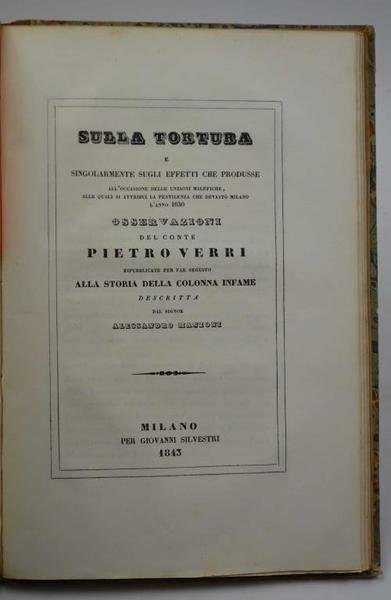 SULLA TORTURA
E
SINGOLARMENTE SUGLI EFFETTI CHE PRODUSSE
ALL'OCCASIONE DELLE UNZIONI MALEFICHE,
ALLE QUALI SI ATTRIBUÌ LA PESTILENZA CHE DEVASTÒ MILANO
L'ANNO 1630
OSSERVAZIONI
DEL CONTE
PIETRO VERRI
RIPUBBLICATE PER FAR SEGUITO
ALLA STORIA DELLA COLONNA INFAME
DESCRITTA
DAL SIGNOR
ALESSANDRO MANZONI
MILANO
PER GIOVANNI SILVESTRI
1843